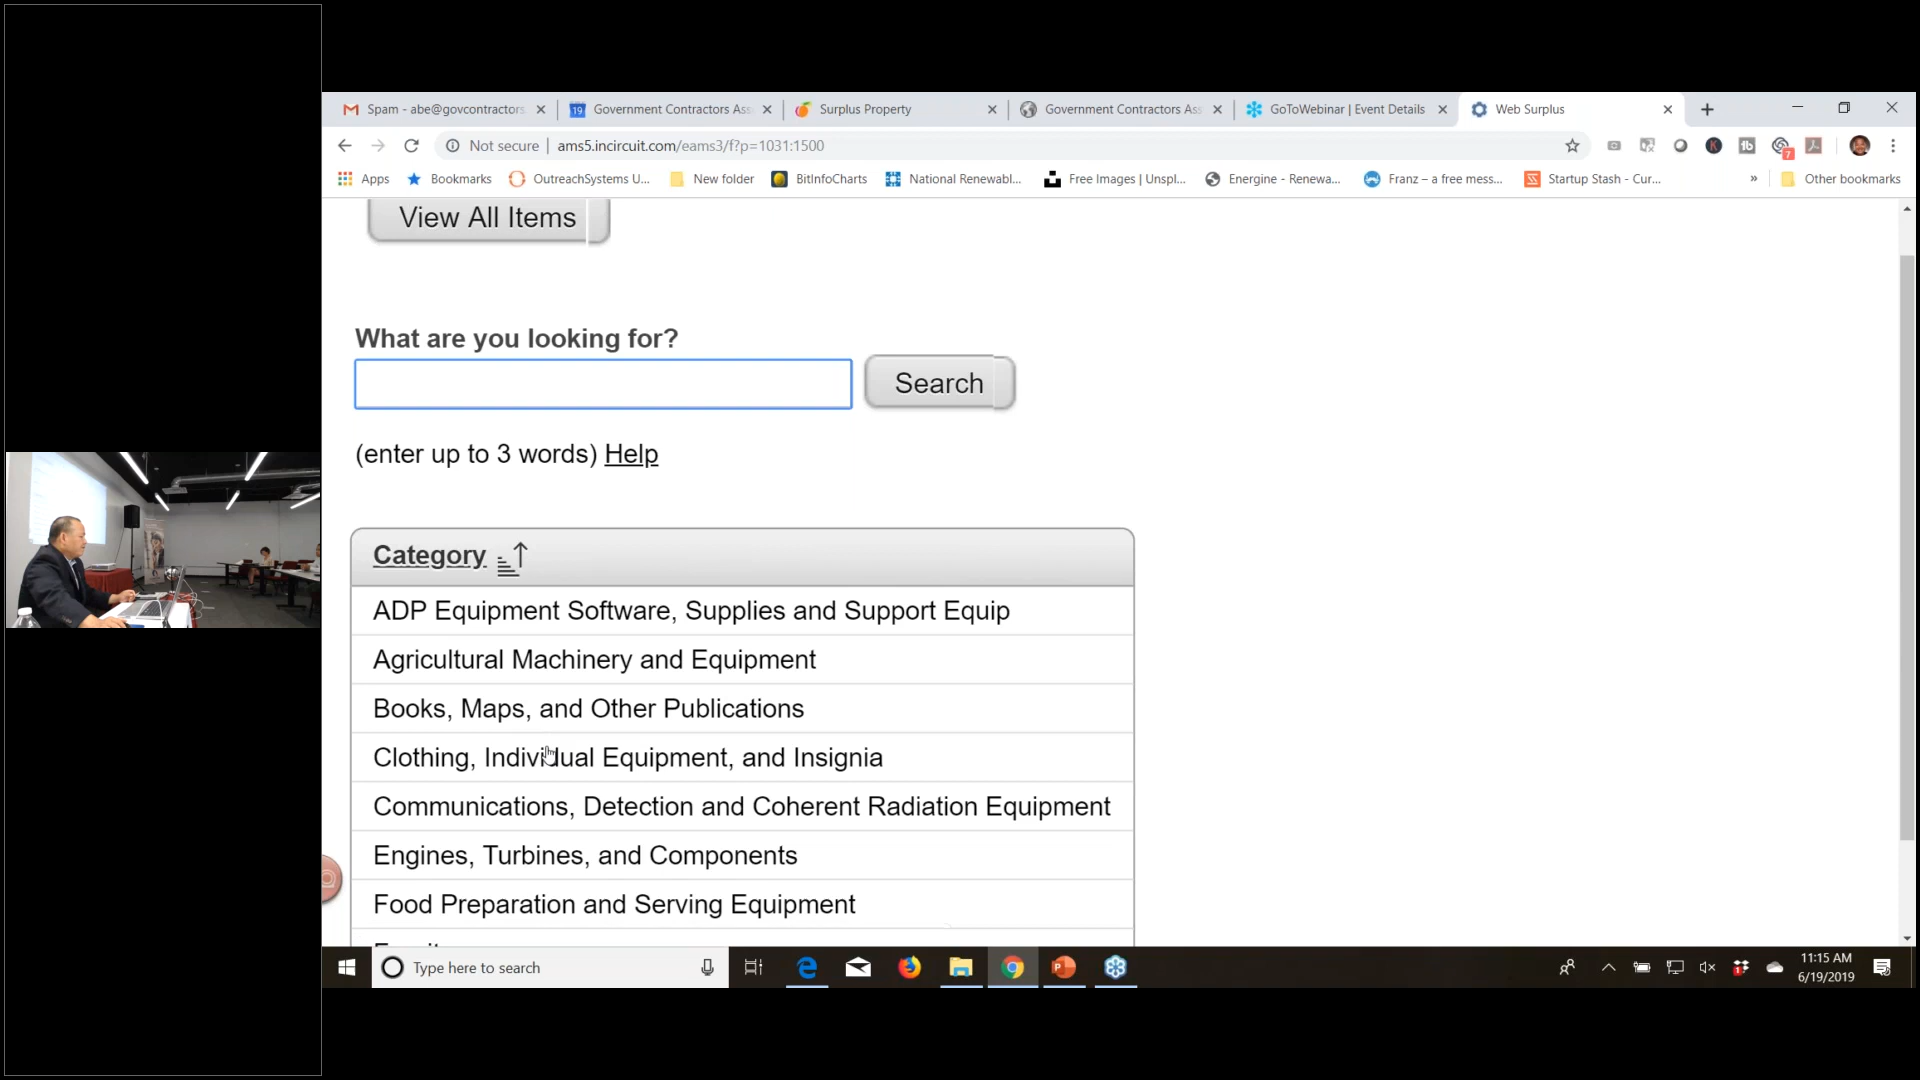 Spam - abe@govcontractors
19
Government Contractors Ass
Surplus Property
Government Contractors Ass
GoToWebinar | Event Details
Web Surplus
Not secure | ams5.incircuit.com/eams3/f?p=1031:1500
7
Apps
Bookmarks
OutreachSystems U...
New folder
BitInfoCharts
National Renewabl...
Free Images | Unspl...
Energine - Renewa...
Franz – a free mess...
Startup Stash - Cur...
»
Other bookmarks
View All Items
What are you looking for?
Search
(enter up to 3 words) Help
Category
ADP Equipment Software, Supplies and Support Equip
Agricultural Machinery and Equipment
Books, Maps, and Other Publications
Clothing, Individual Equipment, and Insignia
Communications, Detection and Coherent Radiation Equipment
Engines, Turbines, and Components
Food Preparation and Serving Equipment
Type here to search
11:15 AM
6/19/2019